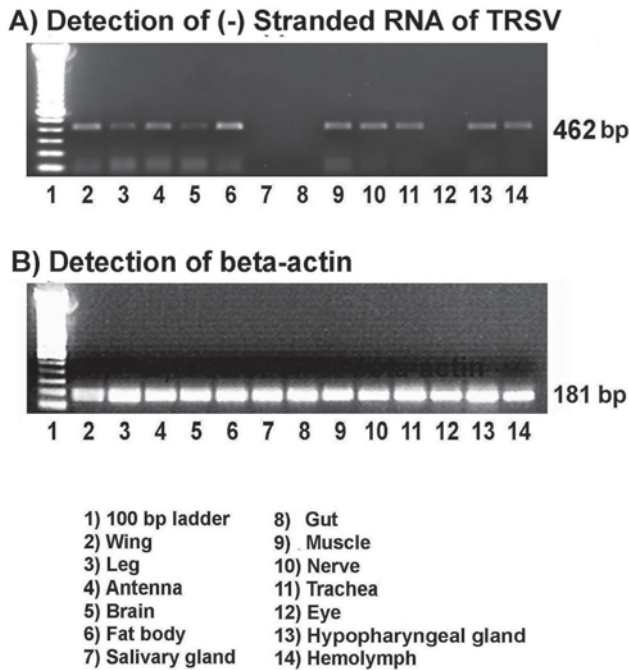 A) Detection of (-) Stranded RNA of TRSV
462 bp
1 2 3 4 5 6 7 8 9 10 11 12 13 14
B) Detection of beta-actin
beta-actin
181 bp
1 2 3 4 5 6 7 8 9 10 11 12 13 14
1) 100 bp ladder
2) Wing
3) Leg
4) Antenna
5) Brain
6) Fat body
7) Salivary gland
8) Gut
9) Muscle
10) Nerve
11) Trachea
12) Eye
13) Hypopharyngeal gland
14) Hemolymph